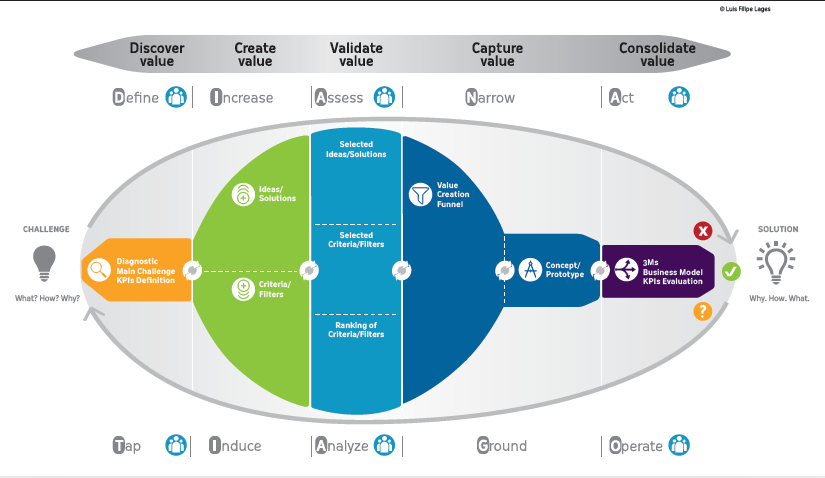 © Luis Filipe Lages
Discover
value
Create
value
Validate
value
Capture
value
Consolidate
value
Define
Increase
Assess
Narrow
Act
Selected
Ideas/Solutions
Ideas/
Solutions
Value
Creation
Funnel
CHALLENGE
What? How? Why?
Diagnostic
Main Challenge
KPIs Definition
Selected
Criteria/Filters
Criteria/
Filters
Concept/
Prototype
3Ms
Business Model
KPIs Evaluation
X
?
SOLUTION
Why. How. What.
Ranking of
Criteria/Filters
Tap
Induce
Analyze
Ground
Operate